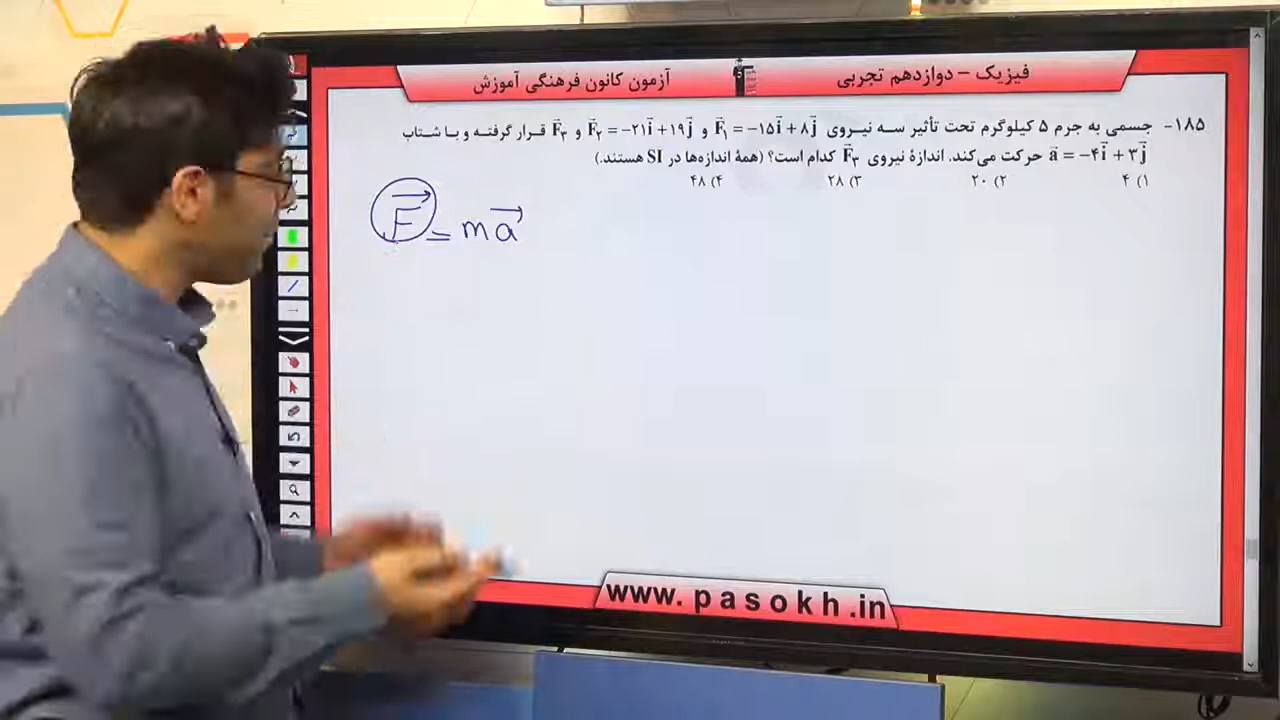 فیزیک – دوازدهم تجربی
آزمون کانون فرهنگی آموزش
۱۸۵- جسمی به جرم ۵ کیلوگرم تحت تأثیر سه نیروی F⃗₁ = −۱۵i⃗ + ۸j⃗ و F⃗₂ = −۲۱i⃗ + ۱۹j⃗ و F⃗₃ قرار گرفته و با شتاب
a⃗ = −۴i⃗ + ۳j⃗ حرکت می‌کند. اندازهٔ نیروی F⃗₃ کدام است؟ (همهٔ اندازه‌ها در SI هستند.)
۱) ۴ ۲) ۲۰ ۳) ۲۸ ۴) ۴۸
F⃗ = ma⃗
www.pasokh.in